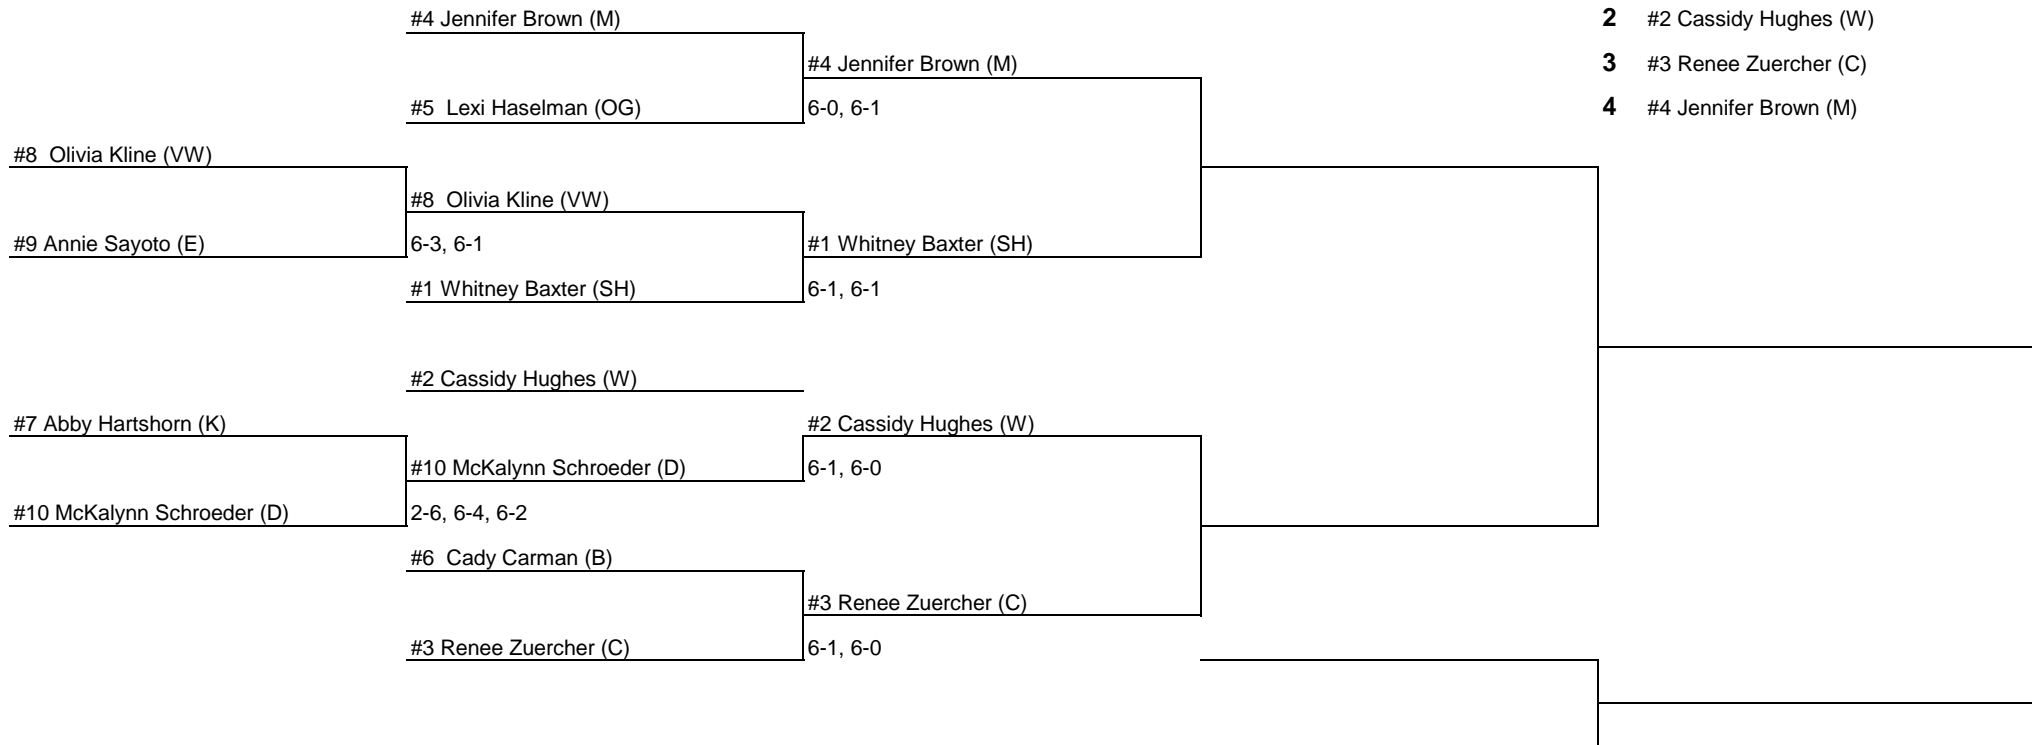 #4 Jennifer Brown (M)
2 #2 Cassidy Hughes (W)
#4 Jennifer Brown (M)
3 #3 Renee Zuercher (C)
#5 Lexi Haselman (OG)
6-0, 6-1
4 #4 Jennifer Brown (M)
#8 Olivia Kline (VW)
#8 Olivia Kline (VW)
#9 Annie Sayoto (E)
6-3, 6-1
#1 Whitney Baxter (SH)
#1 Whitney Baxter (SH)
6-1, 6-1
#2 Cassidy Hughes (W)
#7 Abby Hartshorn (K)
#2 Cassidy Hughes (W)
#10 McKalynn Schroeder (D)
6-1, 6-0
#10 McKalynn Schroeder (D)
2-6, 6-4, 6-2
#6 Cady Carman (B)
#3 Renee Zuercher (C)
#3 Renee Zuercher (C)
6-1, 6-0